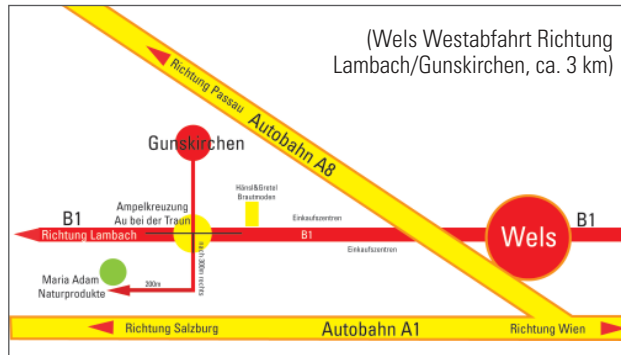 (Wels Westabfahrt Richtung
Lambach/Gunskirchen, ca. 3 km)
Richtung Passau
Autobahn A8
Gunskirchen
Hänsl&Gretel
Brautmoden
Ampelkreuzung
Au bei der Traun
Einkaufszentren
B1
B1
Richtung Lambach
B1
Wels
Einkaufszentren
nach 300m rechts
Maria Adam
Naturprodukte
200m
Richtung Salzburg
Autobahn A1
Richtung Wien